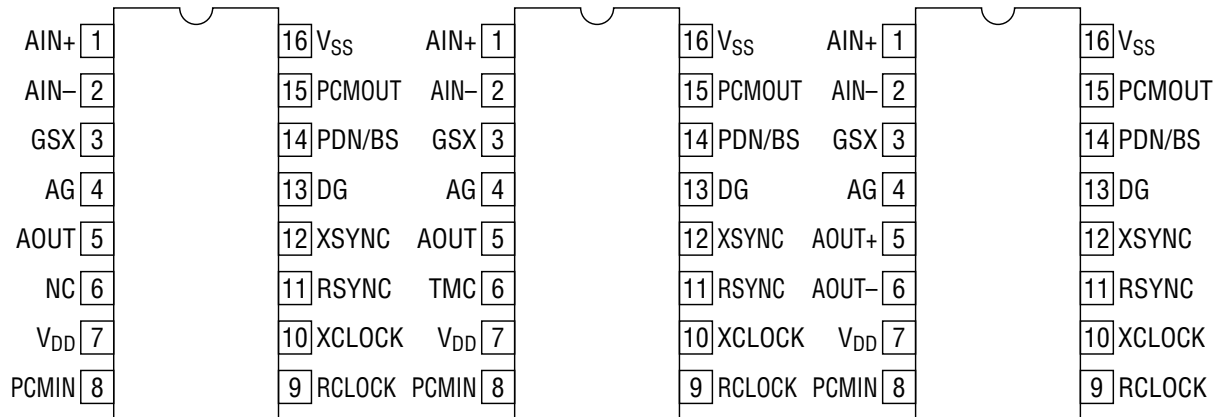 AIN+ 1 16 VSS AIN+ 1 16 VSS AIN+ 1 16 VSS
AIN– 2 15 PCMOUT AIN– 2 15 PCMOUT AIN– 2 15 PCMOUT
GSX 3 14 PDN/BS GSX 3 14 PDN/BS GSX 3 14 PDN/BS
AG 4 13 DG AG 4 13 DG AG 4 13 DG
AOUT 5 12 XSYNC AOUT 5 12 XSYNC AOUT+ 5 12 XSYNC
NC 6 11 RSYNC TMC 6 11 RSYNC AOUT– 6 11 RSYNC
VDD 7 10 XCLOCK VDD 7 10 XCLOCK VDD 7 10 XCLOCK
PCMIN 8 9 RCLOCK PCMIN 8 9 RCLOCK PCMIN 8 9 RCLOCK